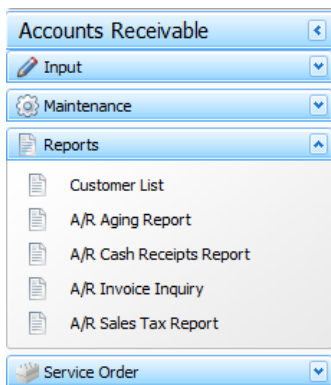 Accounts Receivable
Input
Maintenance
Reports
Customer List
A/R Aging Report
A/R Cash Receipts Report
A/R Invoice Inquiry
A/R Sales Tax Report
Service Order